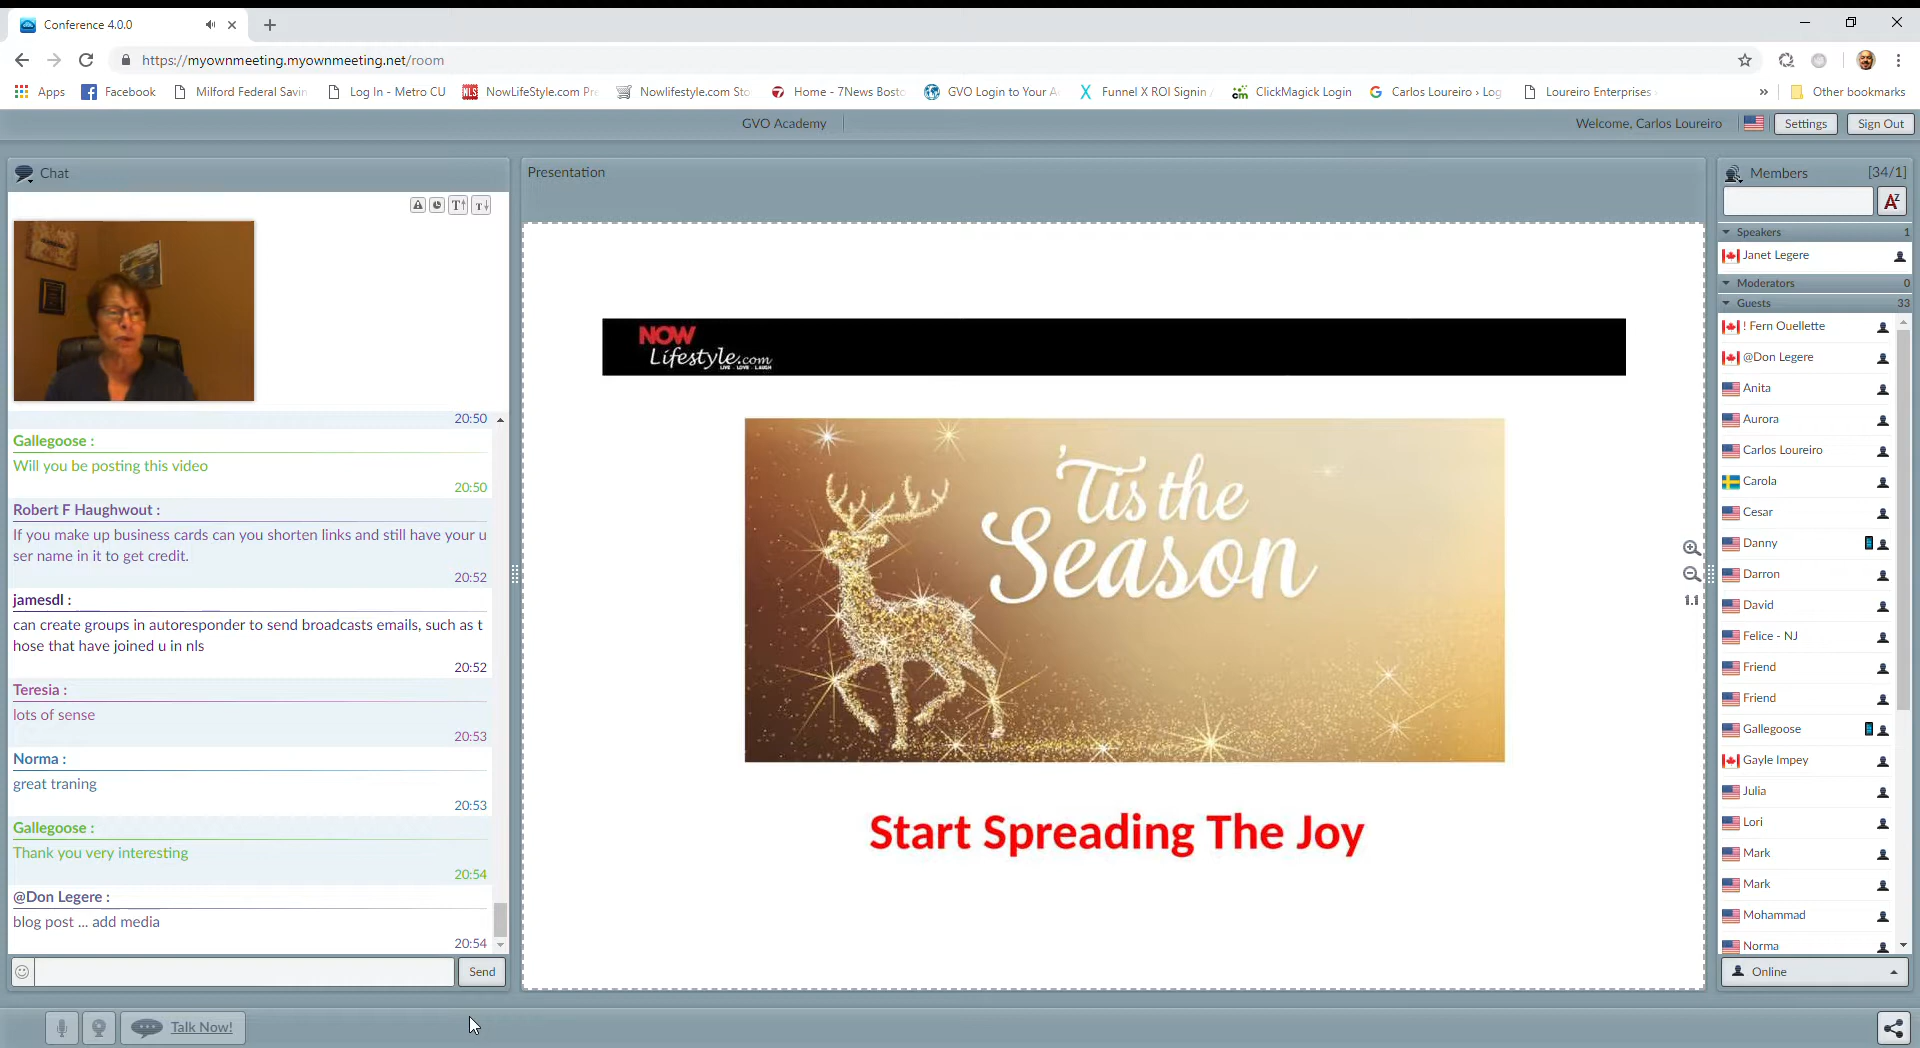 Conference 4.0.0
https://myownmeeting.myownmeeting.net/room
Apps
Facebook
Milford Federal Savin
Log In - Metro CU
NLS
NowLifeStyle.com Pre
Nowlifestyle.com Sto
Home - 7News Bosto
GVO Login to Your A
X
Funnel X ROI Signin
cm
ClickMagick Login
G
Carlos Loureiro › Log
Loureiro Enterprises
»
Other bookmarks
GVO Academy
Welcome, Carlos Loureiro
Settings
Sign Out
Chat
20:50
Gallegoose :
Will you be posting this video
20:50
Robert F Haughwout :
If you make up business cards can you shorten links and still have your u
ser name in it to get credit.
20:52
jamesdl :
can create groups in autoresponder to send broadcasts emails, such as t
hose that have joined u in nls
20:52
Teresia :
lots of sense
20:53
Norma :
great traning
20:53
Gallegoose :
Thank you very interesting
20:54
@Don Legere :
blog post ... add media
20:54
Send
Talk Now!
Presentation
NOW
Lifestyle.com
LIVE - LOVE - LAUGH
'Tis the
Season
Start Spreading The Joy
1.1
Members [34/1]
AZ
Speakers 1
Janet Legere
Moderators 0
Guests 33
! Fern Ouellette
@Don Legere
Anita
Aurora
Carlos Loureiro
Carola
Cesar
Danny
Darron
David
Felice - NJ
Friend
Friend
Gallegoose
Gayle Impey
Julia
Lori
Mark
Mark
Mohammad
Norma
Online